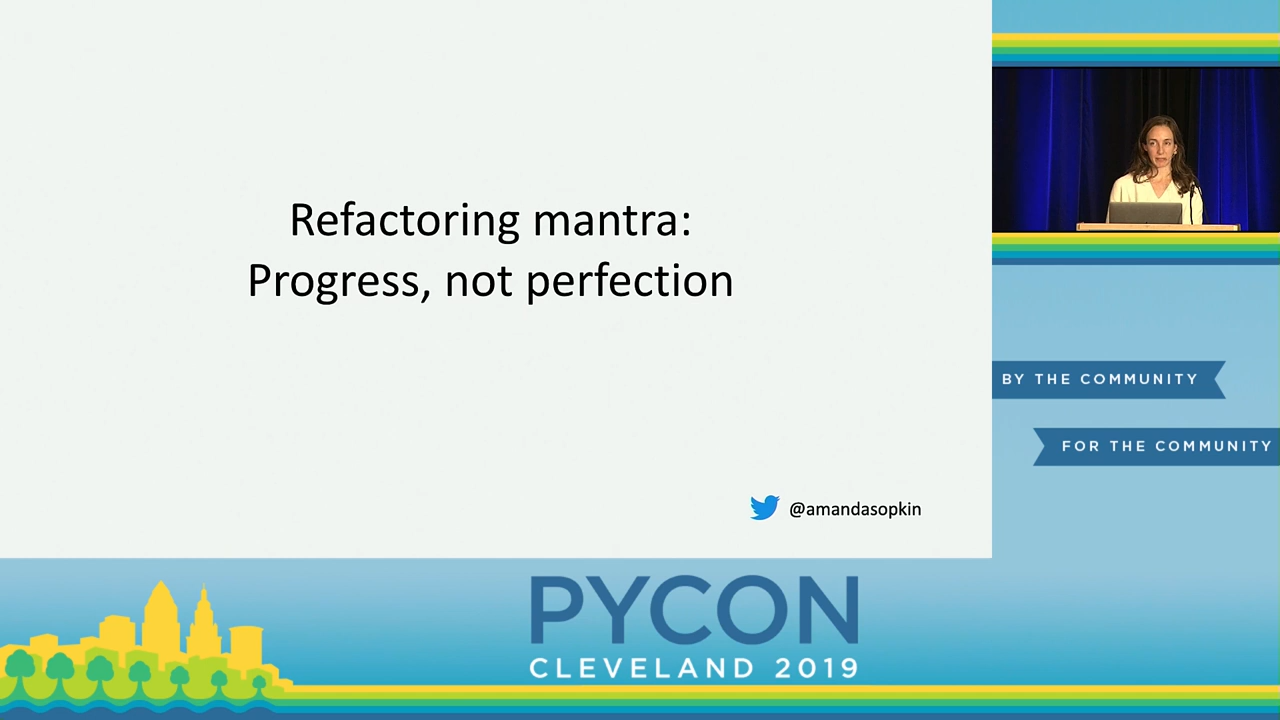 Refactoring mantra:
Progress, not perfection
@amandasopkin
BY THE COMMUNITY
FOR THE COMMUNITY
PYCON
CLEVELAND 2019